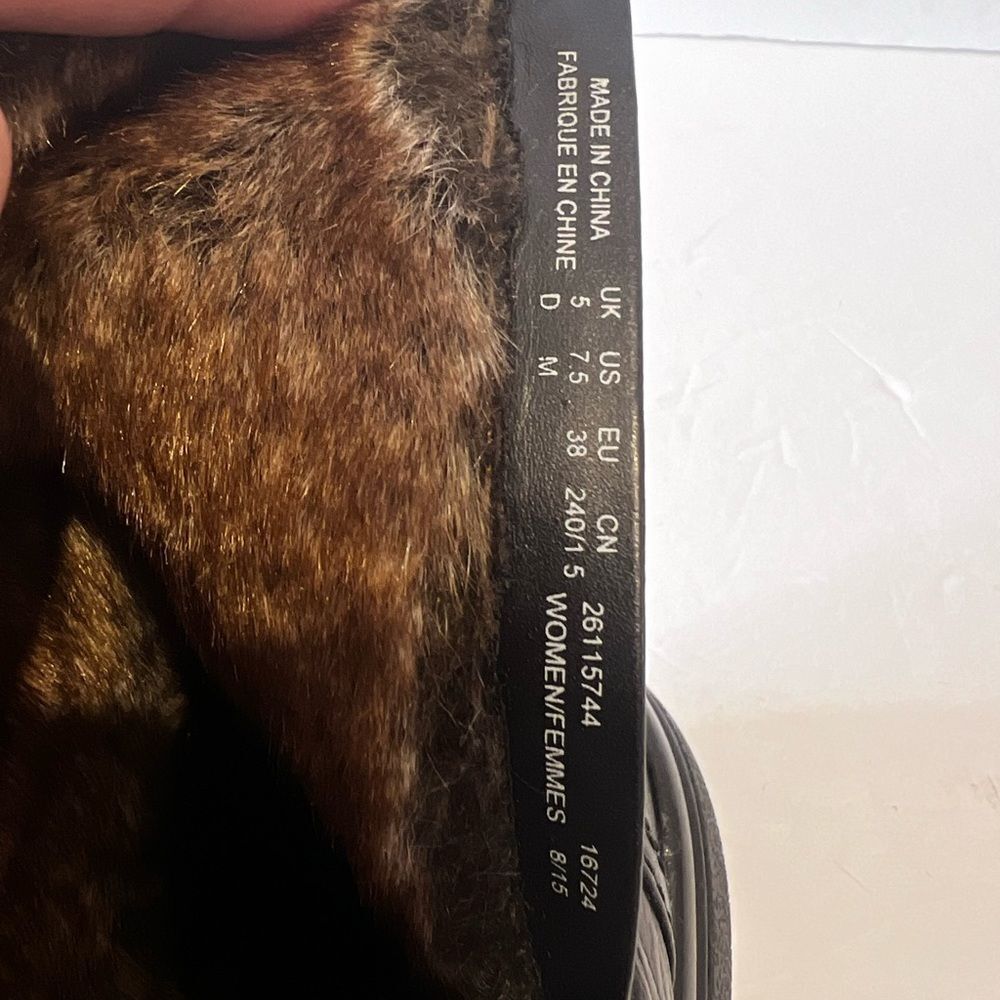 MADE IN CHINA
FABRIQUE EN CHINE
UK US EU CN
5 7.5 38 240/1.5
D M
26115744
WOMEN/FEMMES
16724
8/15